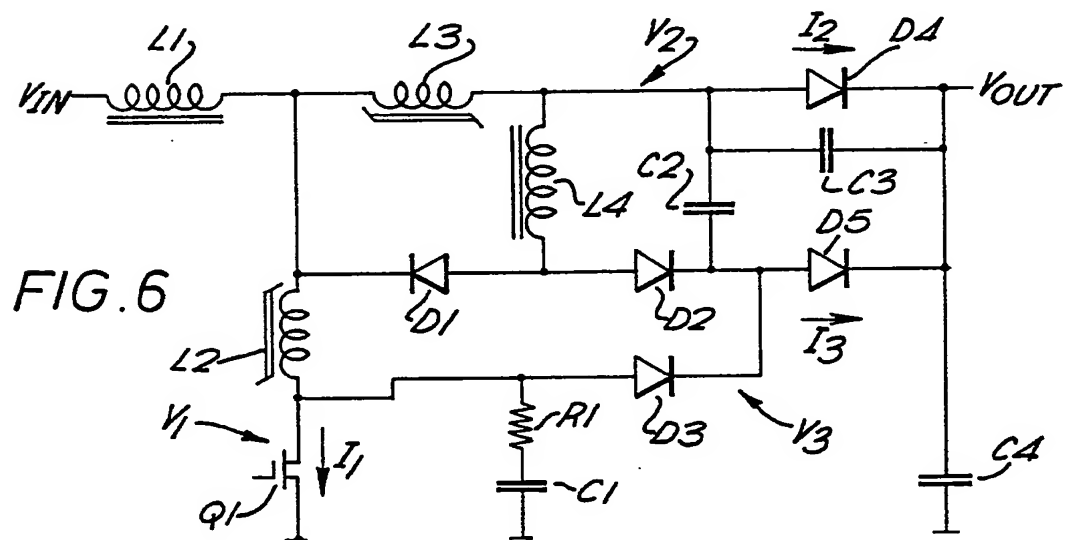 L1
L3
V2
I2
D4
VIN
VOUT
C2
C3
L4
D5
FIG. 6
D1
D2
I3
L2
R1
D3
V3
V1
I1
C1
C4
Q1